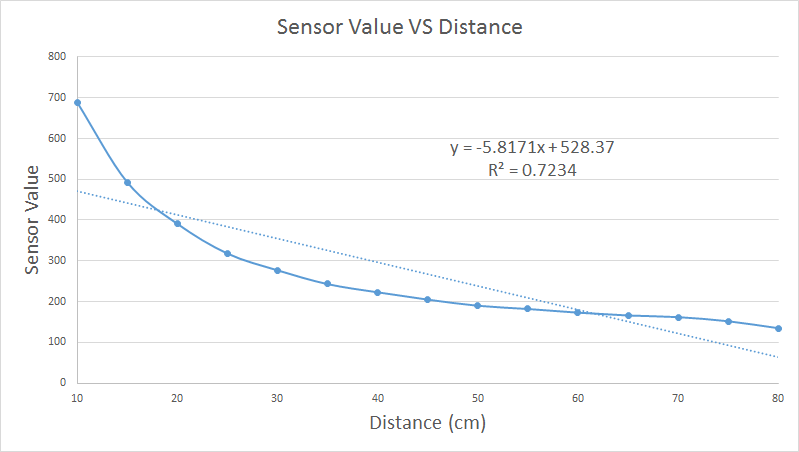 Sensor Value VS Distance
800
700
600
500
400
300
200
100
0
Sensor Value
y = -5.8171x + 528.37
R² = 0.7234
10 20 30 40 50 60 70 80
Distance (cm)